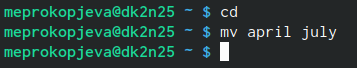 meprokopjeva@dk2n25 ~ $ cd
meprokopjeva@dk2n25 ~ $ mv april july
meprokopjeva@dk2n25 ~ $